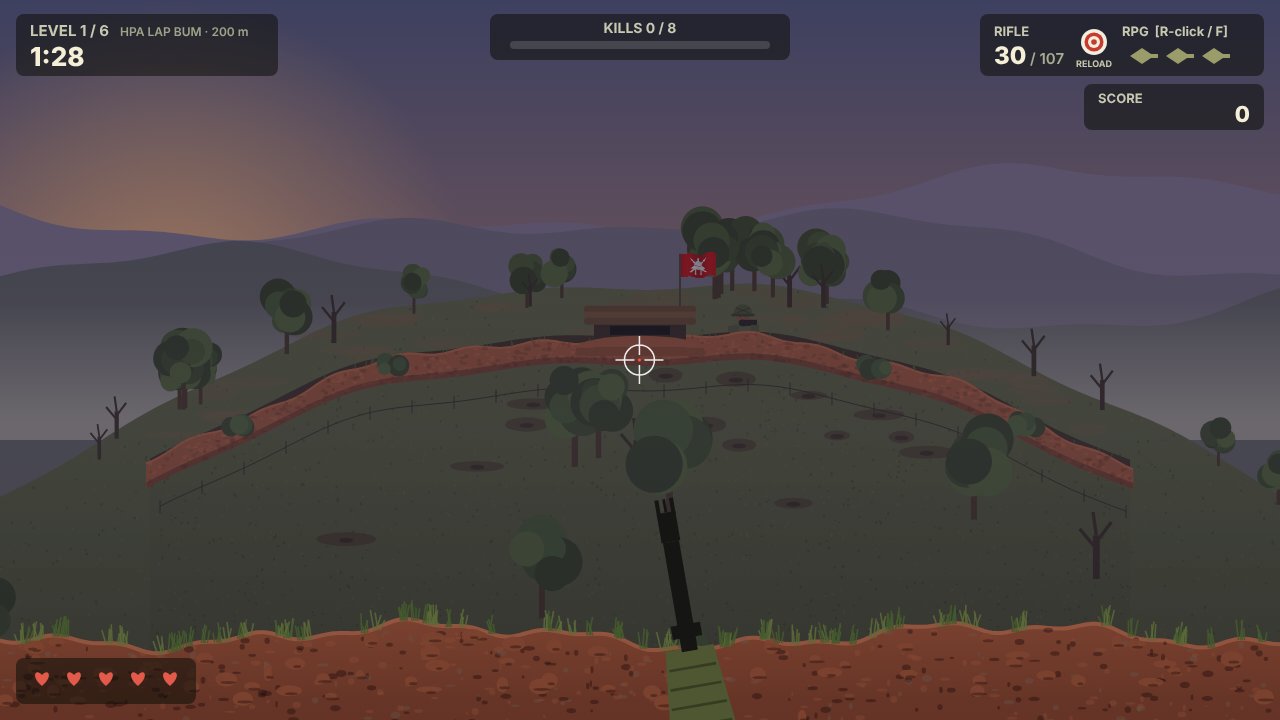 LEVEL 1 / 6 HPA LAP BUM · 200 m
1:28
KILLS 0 / 8
RIFLE
30 / 107
RELOAD
RPG [R-click / F]
SCORE
0